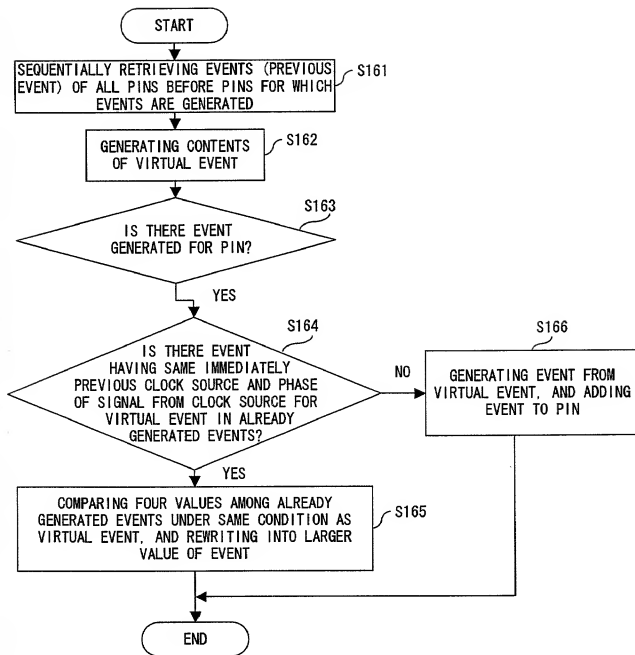 START
SEQUENTIALLY RETRIEVING EVENTS (PREVIOUS
EVENT) OF ALL PINS BEFORE PINS FOR WHICH
EVENTS ARE GENERATED
S161
GENERATING CONTENTS
OF VIRTUAL EVENT
S162
IS THERE EVENT
GENERATED FOR PIN?
S163
YES
IS THERE EVENT
HAVING SAME IMMEDIATELY
PREVIOUS CLOCK SOURCE AND PHASE
OF SIGNAL FROM CLOCK SOURCE FOR
VIRTUAL EVENT IN ALREADY
GENERATED EVENTS?
S164
NO
GENERATING EVENT FROM
VIRTUAL EVENT, AND ADDING
EVENT TO PIN
S166
YES
COMPARING FOUR VALUES AMONG ALREADY
GENERATED EVENTS UNDER SAME CONDITION AS
VIRTUAL EVENT, AND REWRITING INTO LARGER
VALUE OF EVENT
S165
END